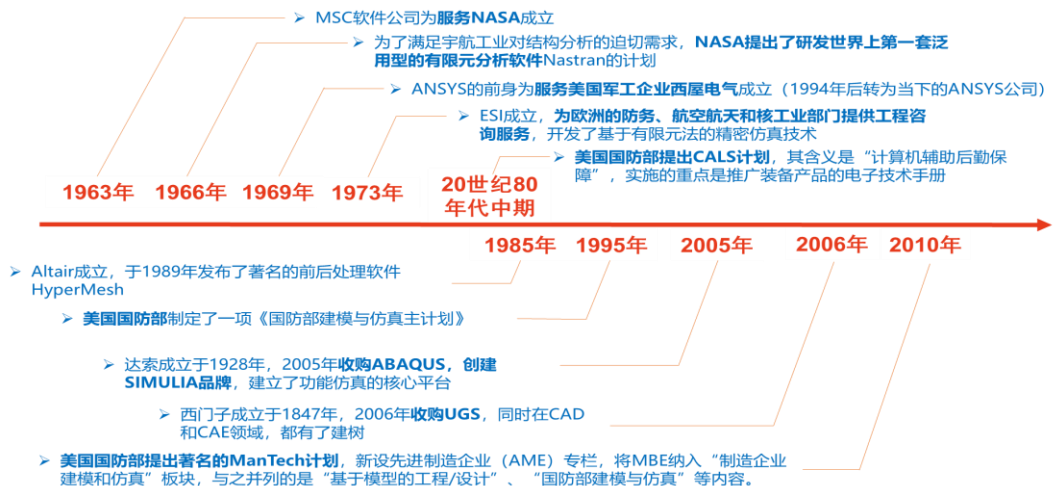 ➢ MSC软件公司为服务NASA成立
➢ 为了满足宇航工业对结构分析的迫切需求，NASA提出了研发世界上第一套泛
用型的有限元分析软件Nastran的计划
➢ ANSYS的前身为服务美国军工企业西屋电气成立（1994年后转为当下的ANSYS公司）
➢ ESI成立，为欧洲的防务、航空航天和核工业部门提供工程咨
询服务，开发了基于有限元法的精密仿真技术
➢ 美国国防部提出CALS计划，其含义是“计算机辅助后勤保
障”，实施的重点是推广装备产品的电子技术手册
1963年
1966年
1969年
1973年
20世纪80
年代中期
1985年
1995年
2005年
2006年
2010年
➢ Altair成立，于1989年发布了著名的前后处理软件
HyperMesh
➢ 美国国防部制定了一项《国防部建模与仿真主计划》
➢ 达索成立于1928年，2005年收购ABAQUS，创建
SIMULIA品牌，建立了功能仿真的核心平台
➢ 西门子成立于1847年，2006年收购UGS，同时在CAD
和CAE领域，都有了建树
➢ 美国国防部提出著名的ManTech计划，新设先进制造企业（AME）专栏，将MBE纳入“制造企业
建模和仿真”板块，与之并列的是“基于模型的工程/设计”、“国防部建模与仿真”等内容。